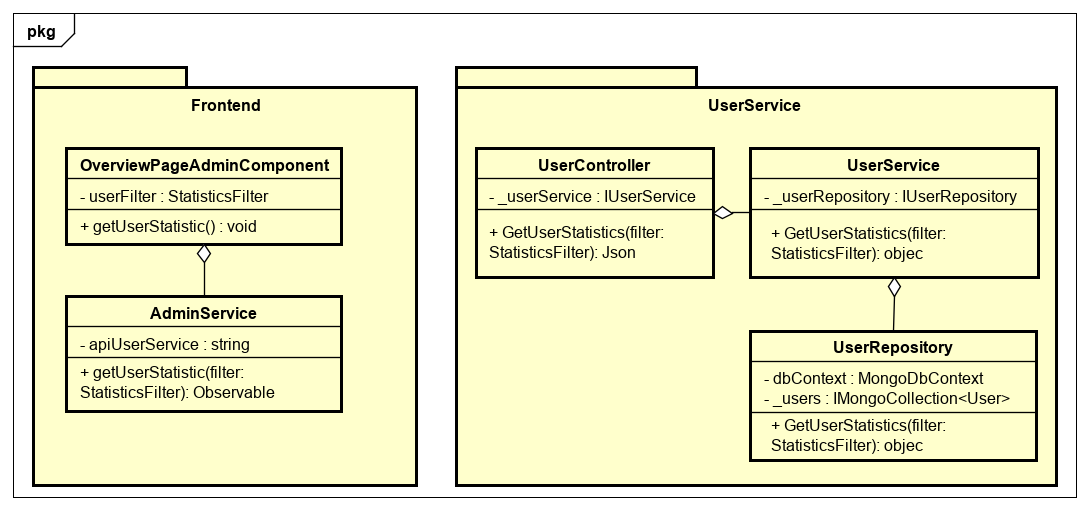 pkg
Frontend
OverviewPageAdminComponent
- userFilter : StatisticsFilter
+ getUserStatistic() : void
AdminService
- apiUserService : string
+ getUserStatistic(filter:
StatisticsFilter): Observable
UserService
UserController
- _userService : IUserService
+ GetUserStatistics(filter:
StatisticsFilter): Json
UserService
- _userRepository : IUserRepository
+ GetUserStatistics(filter:
StatisticsFilter): objec
UserRepository
- dbContext : MongoDbContext
- _users : IMongoCollection<User>
+ GetUserStatistics(filter:
StatisticsFilter): objec